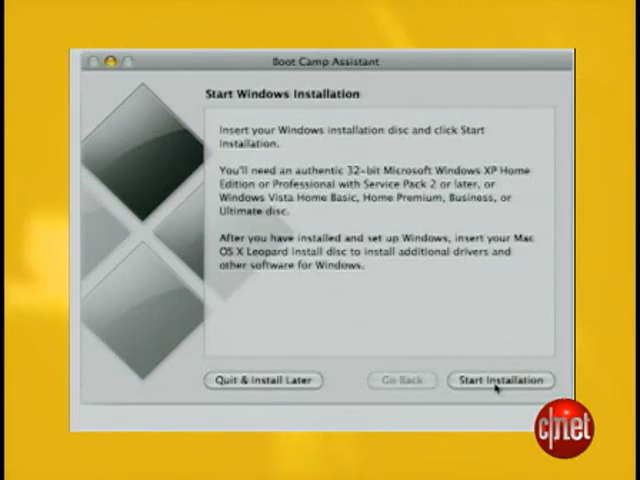 Boot Camp Assistant
Start Windows Installation
Insert your Windows installation disc and click Start
Installation.
You'll need an authentic 32-bit Microsoft Windows XP Home
Edition or Professional with Service Pack 2 or later, or
Windows Vista Home Basic, Home Premium, Business, or
Ultimate disc.
After you have installed and set up Windows, insert your Mac
OS X Leopard install disc to install additional drivers and
other software for Windows.
Quit & Install Later
Go Back
Start Installation
c|net